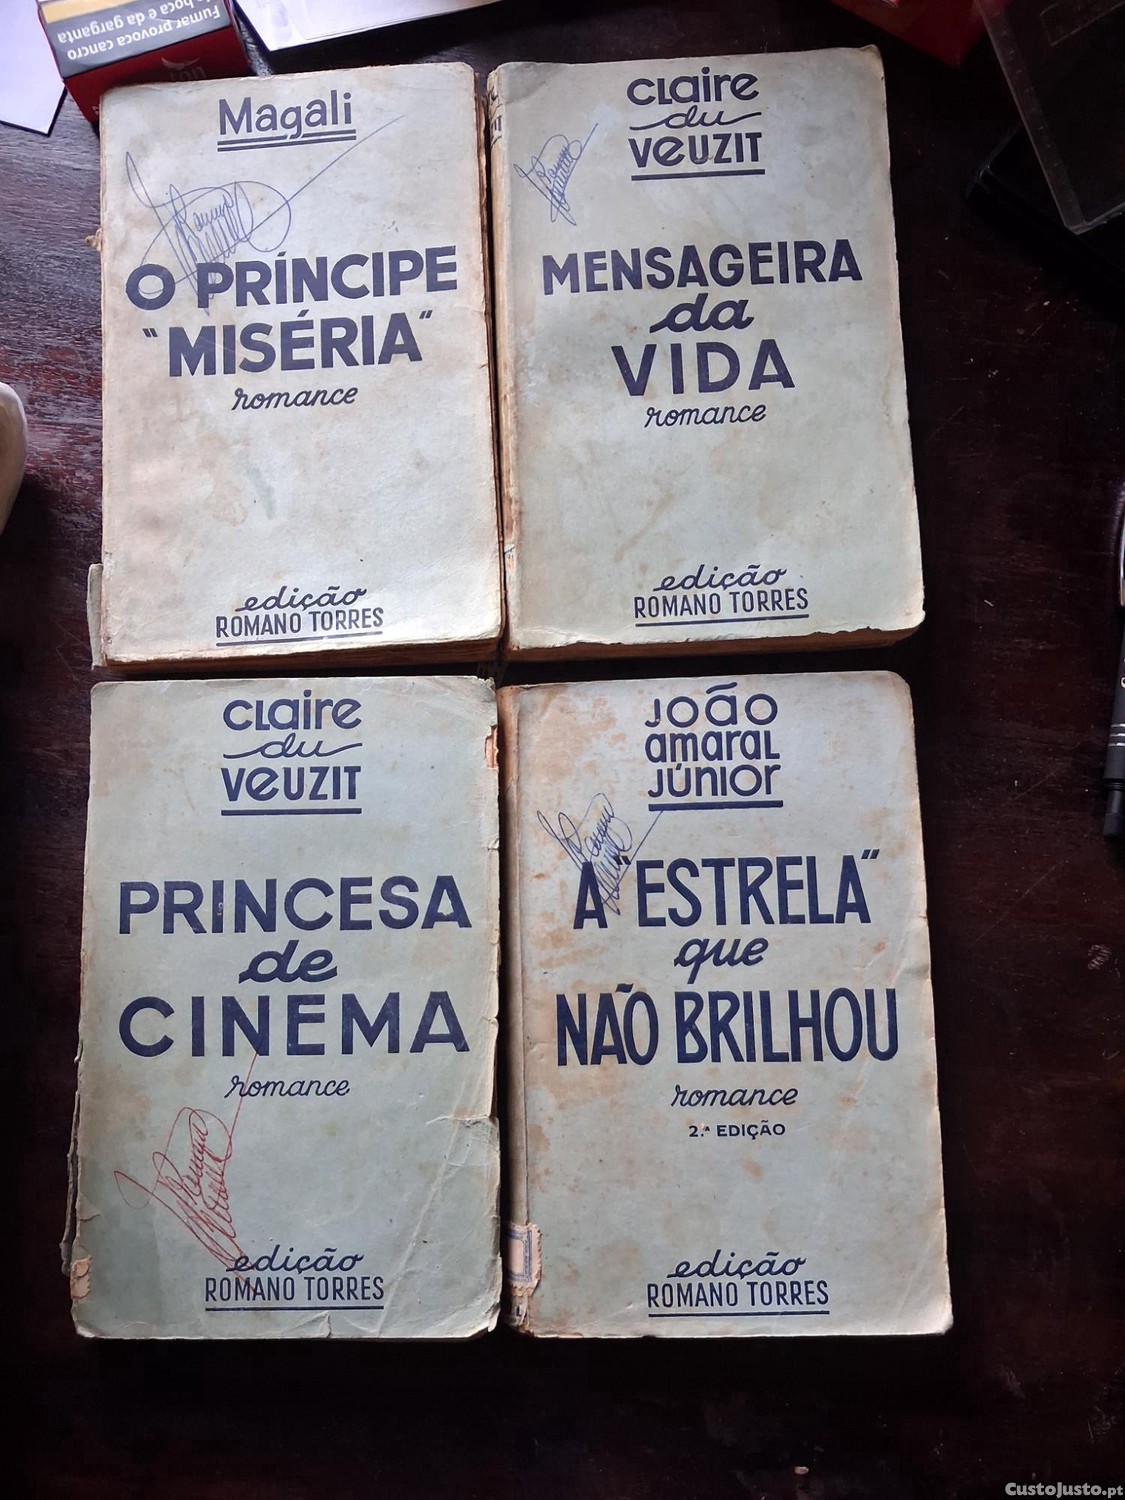 Fumar provoca cancro
da boca e da garganta
Magali
O PRÍNCIPE
"MISÉRIA"
romance
edição
ROMANO TORRES
CLaire
du
VeUZIT
MENSAGEIRA
da
VIDA
romance
edição
ROMANO TORRES
CLaire
du
VeUZIT
PRINCESA
de
CINEMA
romance
edição
ROMANO TORRES
JOÃO
amaraL
JÚNIOr
A "ESTRELA"
que
NÃO BRILHOU
romance
2.ª EDIÇÃO
edição
ROMANO TORRES
CustoJusto.pt